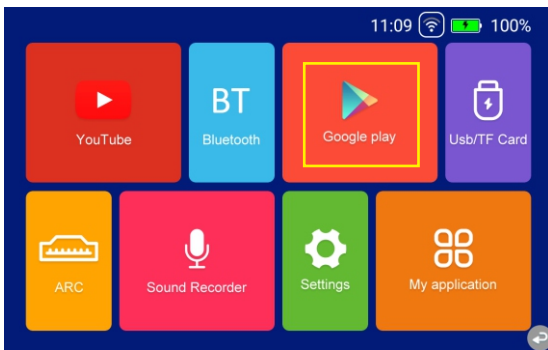 11:09 100%
YouTube
BT
Bluetooth
Google play
Usb/TF Card
ARC
Sound Recorder
Settings
My application